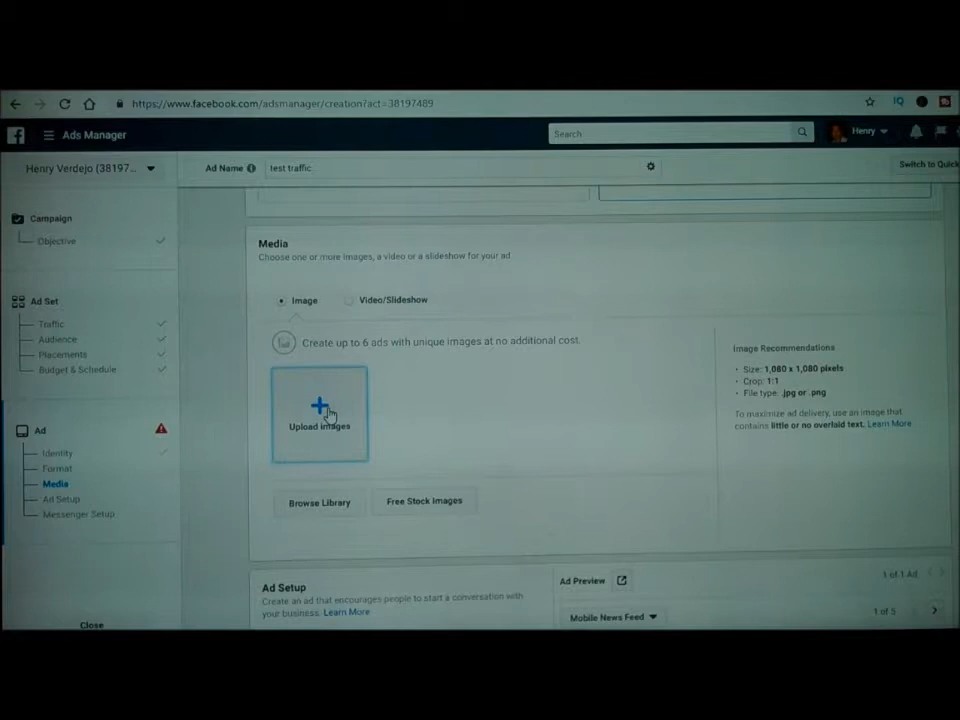 https://www.facebook.com/adsmanager/creation?act=38197489
IQ
Ads Manager
Search
Henry
Henry Verdejo (38197...
Ad Name
test traffic
Switch to Quick
Campaign
Objective
Ad Set
Traffic
Audience
Placements
Budget & Schedule
Ad
Identity
Format
Media
Ad Setup
Messenger Setup
Close
Media
Choose one or more images, a video or a slideshow for your ad
Image
Video/Slideshow
Create up to 6 ads with unique images at no additional cost.
Upload Images
Browse Library
Free Stock Images
Image Recommendations
• Size: 1,080 x 1,080 pixels
• Crop: 1:1
• File type: .jpg or .png
To maximize ad delivery, use an image that
contains little or no overlaid text. Learn More
Ad Setup
Create an ad that encourages people to start a conversation with
your business. Learn More
Ad Preview
1 of 1 Ad
Mobile News Feed
1 of 5